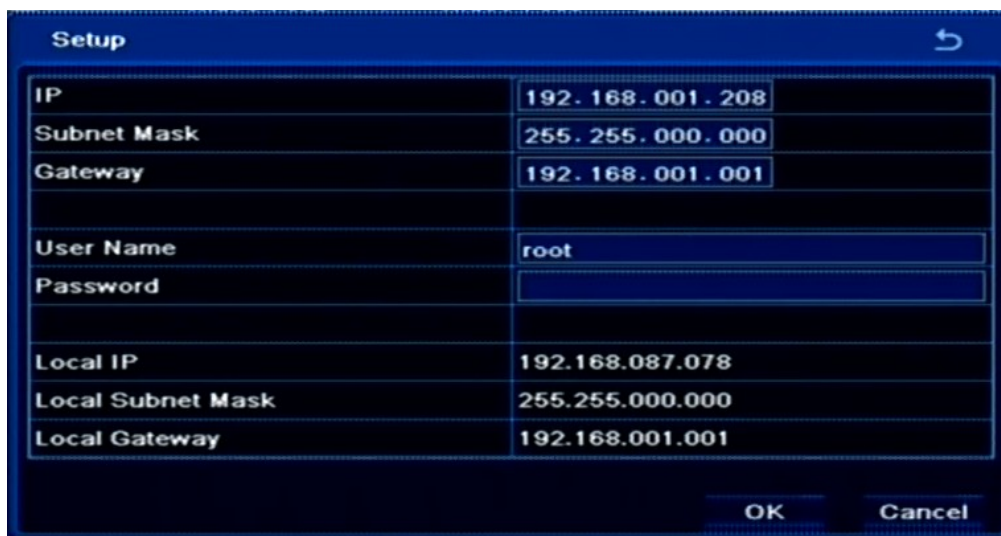 Setup
IP 192.168.001.208
Subnet Mask 255.255.000.000
Gateway 192.168.001.001
User Name root
Password
Local IP 192.168.087.078
Local Subnet Mask 255.255.000.000
Local Gateway 192.168.001.001
OK Cancel